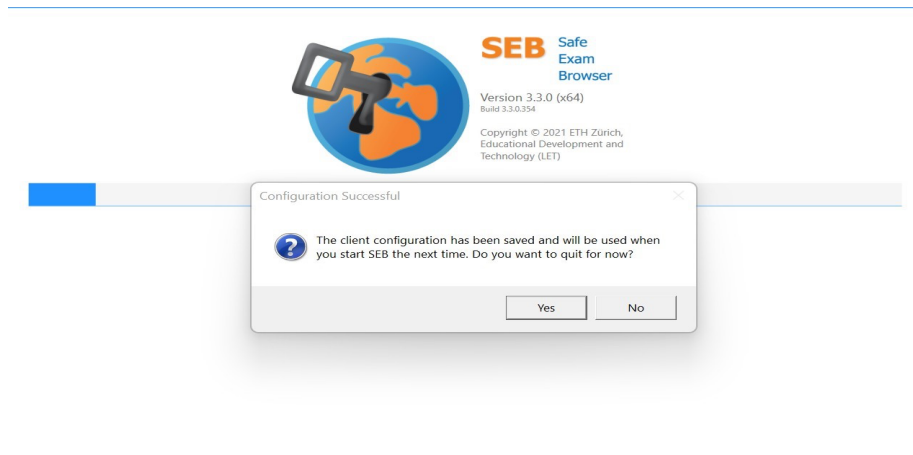 SEB
Safe
Exam
Browser
Version 3.3.0 (x64)
Build 3.3.0.354
Copyright © 2021 ETH Zürich,
Educational Development and
Technology (LET)
Configuration Successful
The client configuration has been saved and will be used when
you start SEB the next time. Do you want to quit for now?
Yes
No